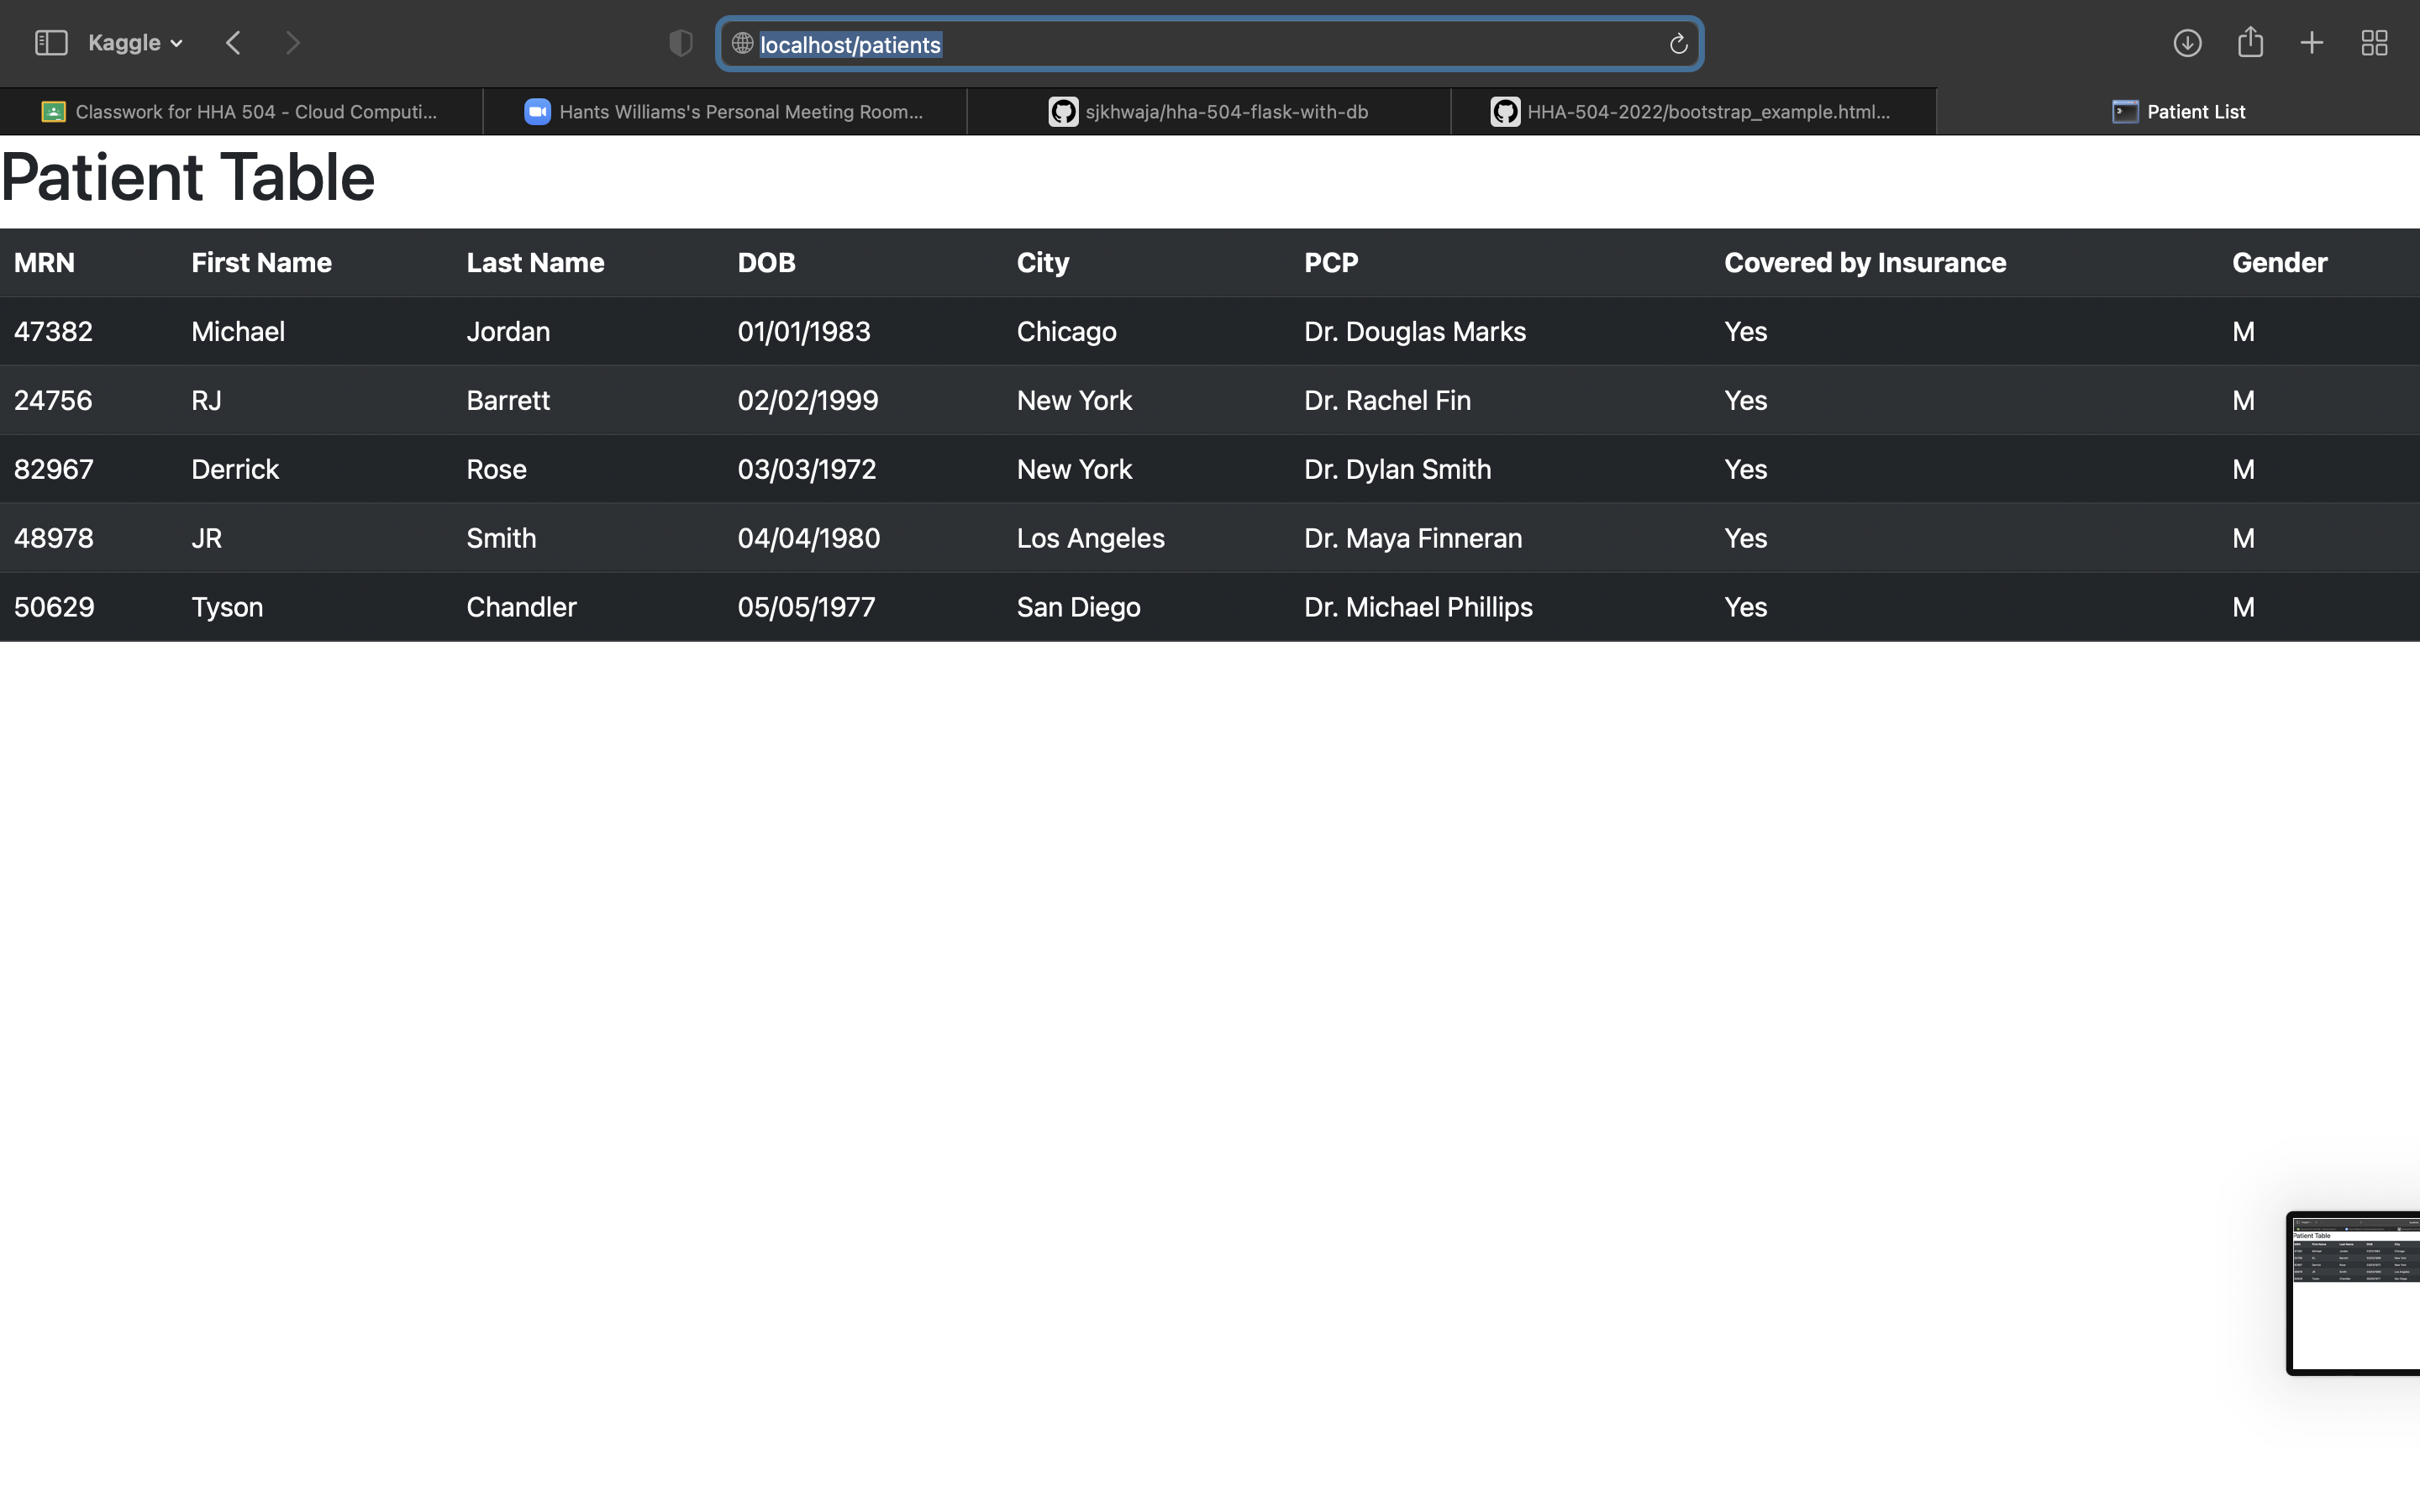 Kaggle
localhost/patients
Classwork for HHA 504 - Cloud Computi...
Hants Williams's Personal Meeting Room...
sjkhwaja/hha-504-flask-with-db
HHA-504-2022/bootstrap_example.html...
Patient List
Patient Table
MRN First Name Last Name DOB City PCP Covered by Insurance Gender
47382 Michael Jordan 01/01/1983 Chicago Dr. Douglas Marks Yes M
24756 RJ Barrett 02/02/1999 New York Dr. Rachel Fin Yes M
82967 Derrick Rose 03/03/1972 New York Dr. Dylan Smith Yes M
48978 JR Smith 04/04/1980 Los Angeles Dr. Maya Finneran Yes M
50629 Tyson Chandler 05/05/1977 San Diego Dr. Michael Phillips Yes M
Patient Table